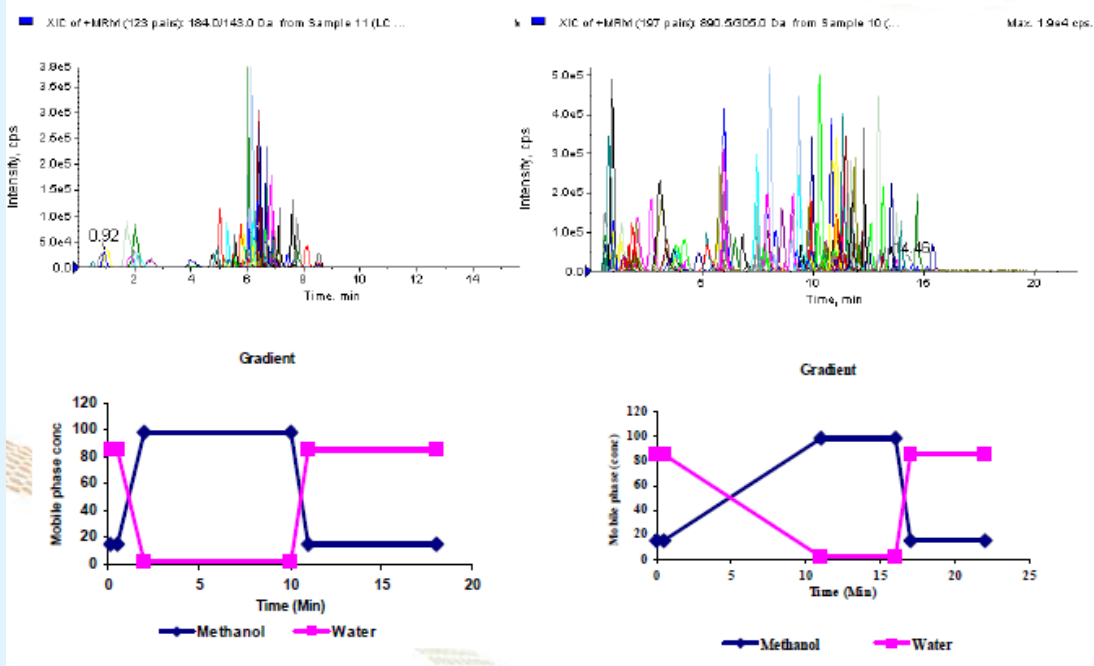 XIC of +MRM (123 pairs): 184.0/143.0 Da from Sample 11 (LC ...
Intensity, cps
3.8e5
3.5e5
3.0e5
2.5e5
2.0e5
1.5e5
1.0e5
5.0e4
0.0
0.92
2 4 6 8 10 12 14
Time, min
XIC of +MRM (197 pairs): 890.5/305.0 Da from Sample 10 (...
Max. 1.9e4 cps.
Intensity, cps
5.0e5
4.0e5
3.0e5
2.0e5
1.0e5
0.0
14.46
5 10 15 20
Time, min
Gradient
Mobile phase conc
120
100
80
60
40
20
0
0 5 10 15 20
Time (Min)
Methanol Water
Gradient
Mobile phase (conc)
120
100
80
60
40
20
0
0 5 10 15 20 25
Time (Min)
Methanol Water